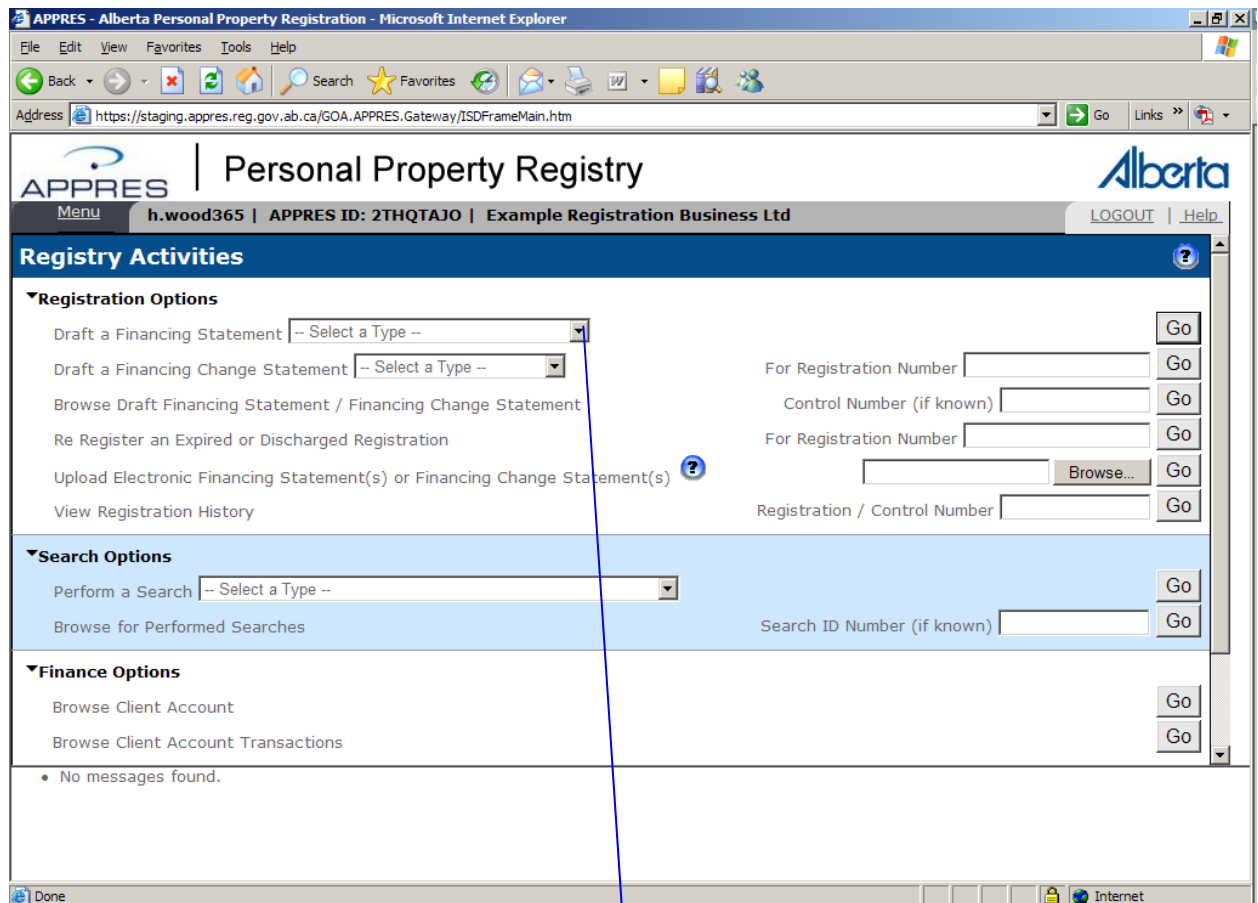 APPRES - Alberta Personal Property Registration - Microsoft Internet Explorer
File Edit View Favorites Tools Help
Back Search Favorites
Address https://staging.appres.reg.gov.ab.ca/GOA.APPRES.Gateway/ISDFrameMain.htm Go Links »
APPRES | Personal Property Registry Alberta
Menu h.wood365 | APPRES ID: 2THQTAJO | Example Registration Business Ltd LOGOUT | Help
Registry Activities ?
Registration Options
Draft a Financing Statement -- Select a Type -- Go
Draft a Financing Change Statement -- Select a Type -- For Registration Number Go
Browse Draft Financing Statement / Financing Change Statement Control Number (if known) Go
Re Register an Expired or Discharged Registration For Registration Number Go
Upload Electronic Financing Statement(s) or Financing Change Statement(s) ? Browse... Go
View Registration History Registration / Control Number Go
Search Options
Perform a Search -- Select a Type -- Go
Browse for Performed Searches Search ID Number (if known) Go
Finance Options
Browse Client Account Go
Browse Client Account Transactions Go
• No messages found.
Done Internet